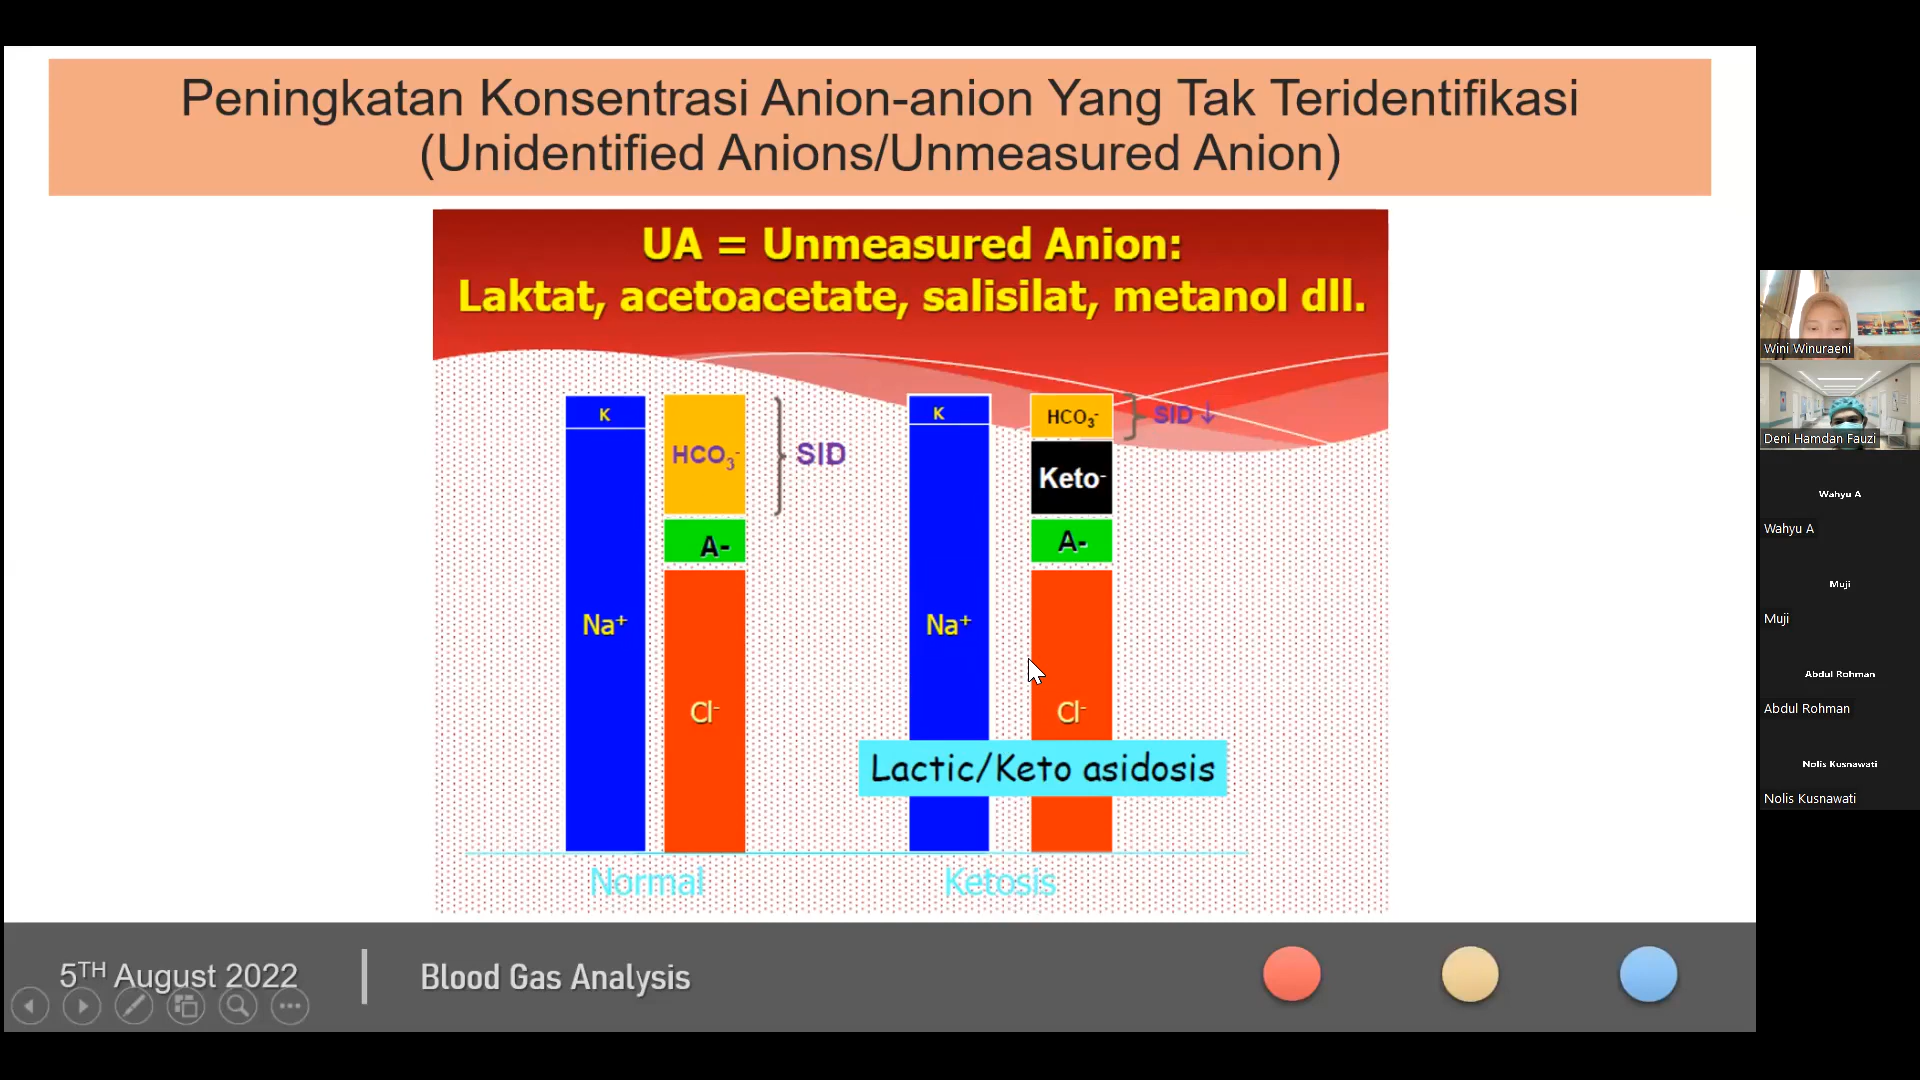 Peningkatan Konsentrasi Anion-anion Yang Tak Teridentifikasi
(Unidentified Anions/Unmeasured Anion)
UA = Unmeasured Anion:
Laktat, acetoacetate, salisilat, metanol dll.
K
HCO₃⁻
SID
A-
Na⁺
Cl⁻
K
HCO₃⁻
SID ↓
Keto⁻
A-
Na⁺
Cl⁻
Lactic/Keto asidosis
Normal
Ketosis
5TH August 2022
Blood Gas Analysis
Wini Winuraeni
Deni Hamdan Fauzi
Wahyu A
Wahyu A
Muji
Muji
Abdul Rohman
Abdul Rohman
Nolis Kusnawati
Nolis Kusnawati